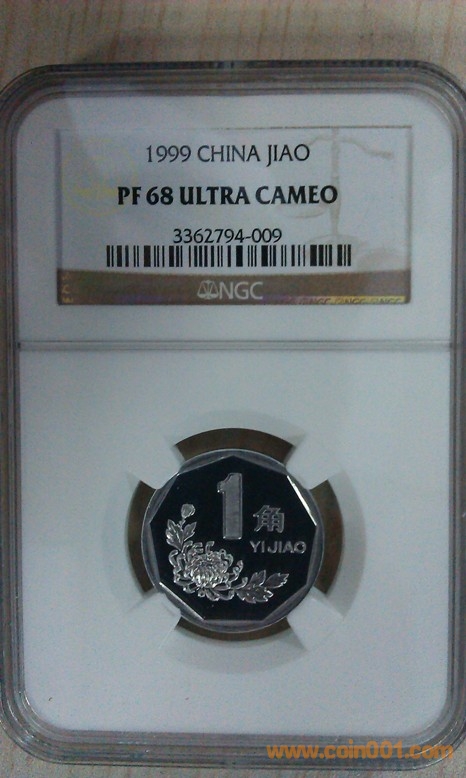 1999 CHINA JIAO
PF 68 ULTRA CAMEO
3362794-009
NGC
1
角
YI JIAO
www.coin001.com